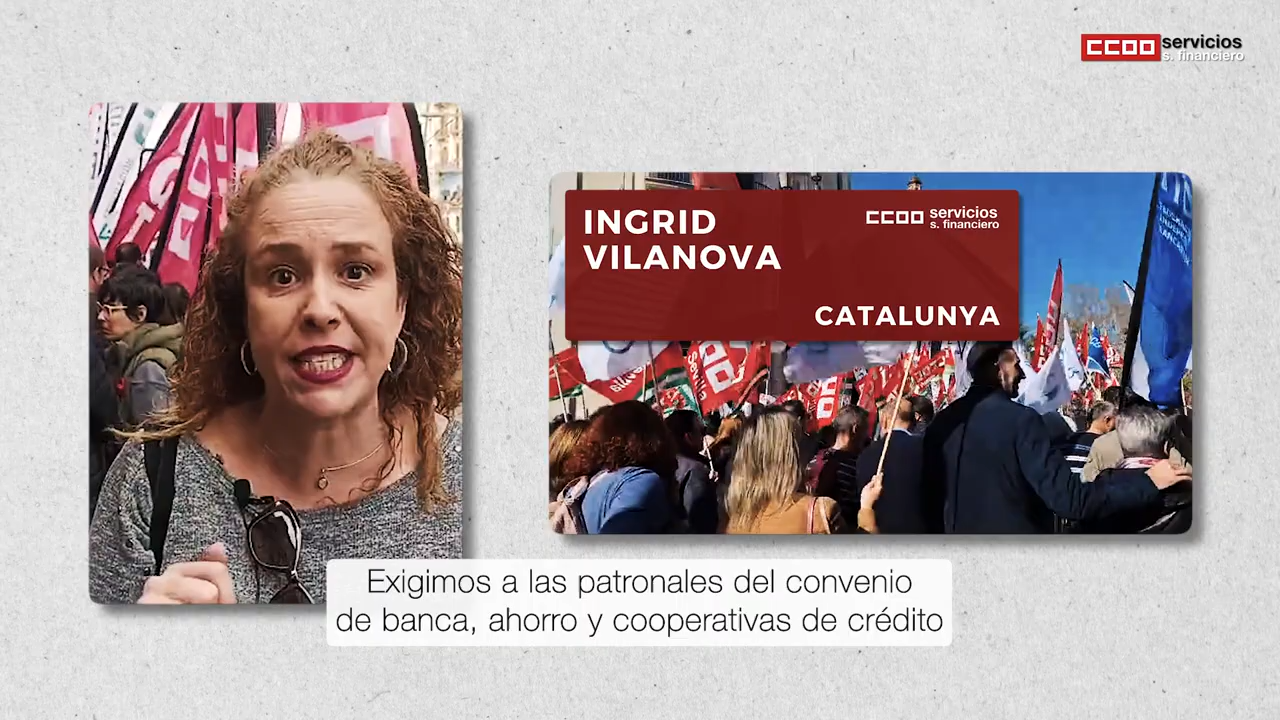 CCOO servicios
s. financiero
INGRID
VILANOVA
CCOO servicios
s. financiero
CATALUNYA
Sevilla
Exigimos a las patronales del convenio
de banca, ahorro y cooperativas de crédito